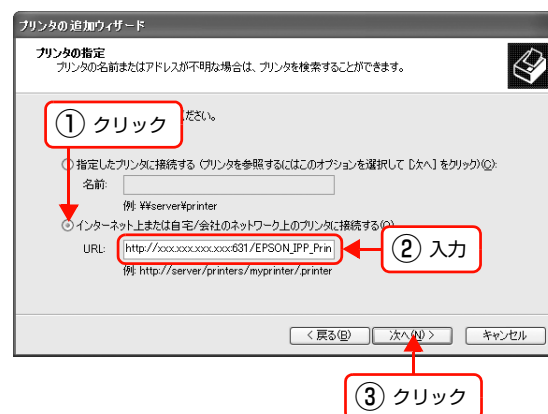 プリンタの追加ウィザード
プリンタの指定
プリンタの名前またはアドレスが不明な場合は、プリンタを検索することができます。
① クリック
ださい。
指定したプリンタに接続する (プリンタを参照するにはこのオプションを選択して [次へ] をクリック)(C):
名前:
例: ¥¥server¥printer
インターネット上または自宅/会社のネットワーク上のプリンタに接続する(O):
URL: http://xxx.xxx.xxx.xxx:631/EPSON_IPP_Prin
② 入力
例: http://server/printers/myprinter/.printer
< 戻る(B) 次へ(N) > キャンセル
③ クリック